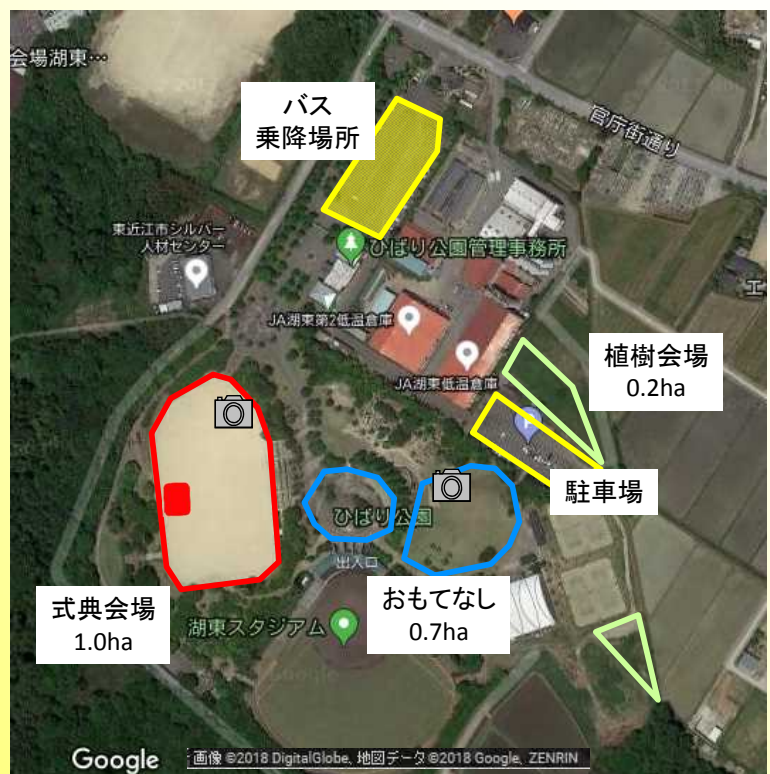 会場湖東…
バス
乗降場所
官庁街通り
東近江市シルバー
人材センター
ひばり公園管理事務所
エ
JA湖東第2低温倉庫
JA湖東低温倉庫
植樹会場
0.2ha
P
駐車場
ひばり公園
出入口
式典会場
1.0ha
おもてなし
0.7ha
湖東スタジアム
Google
Google
画像 ©2018 DigitalGlobe, 地図データ ©2018 Google, ZENRIN